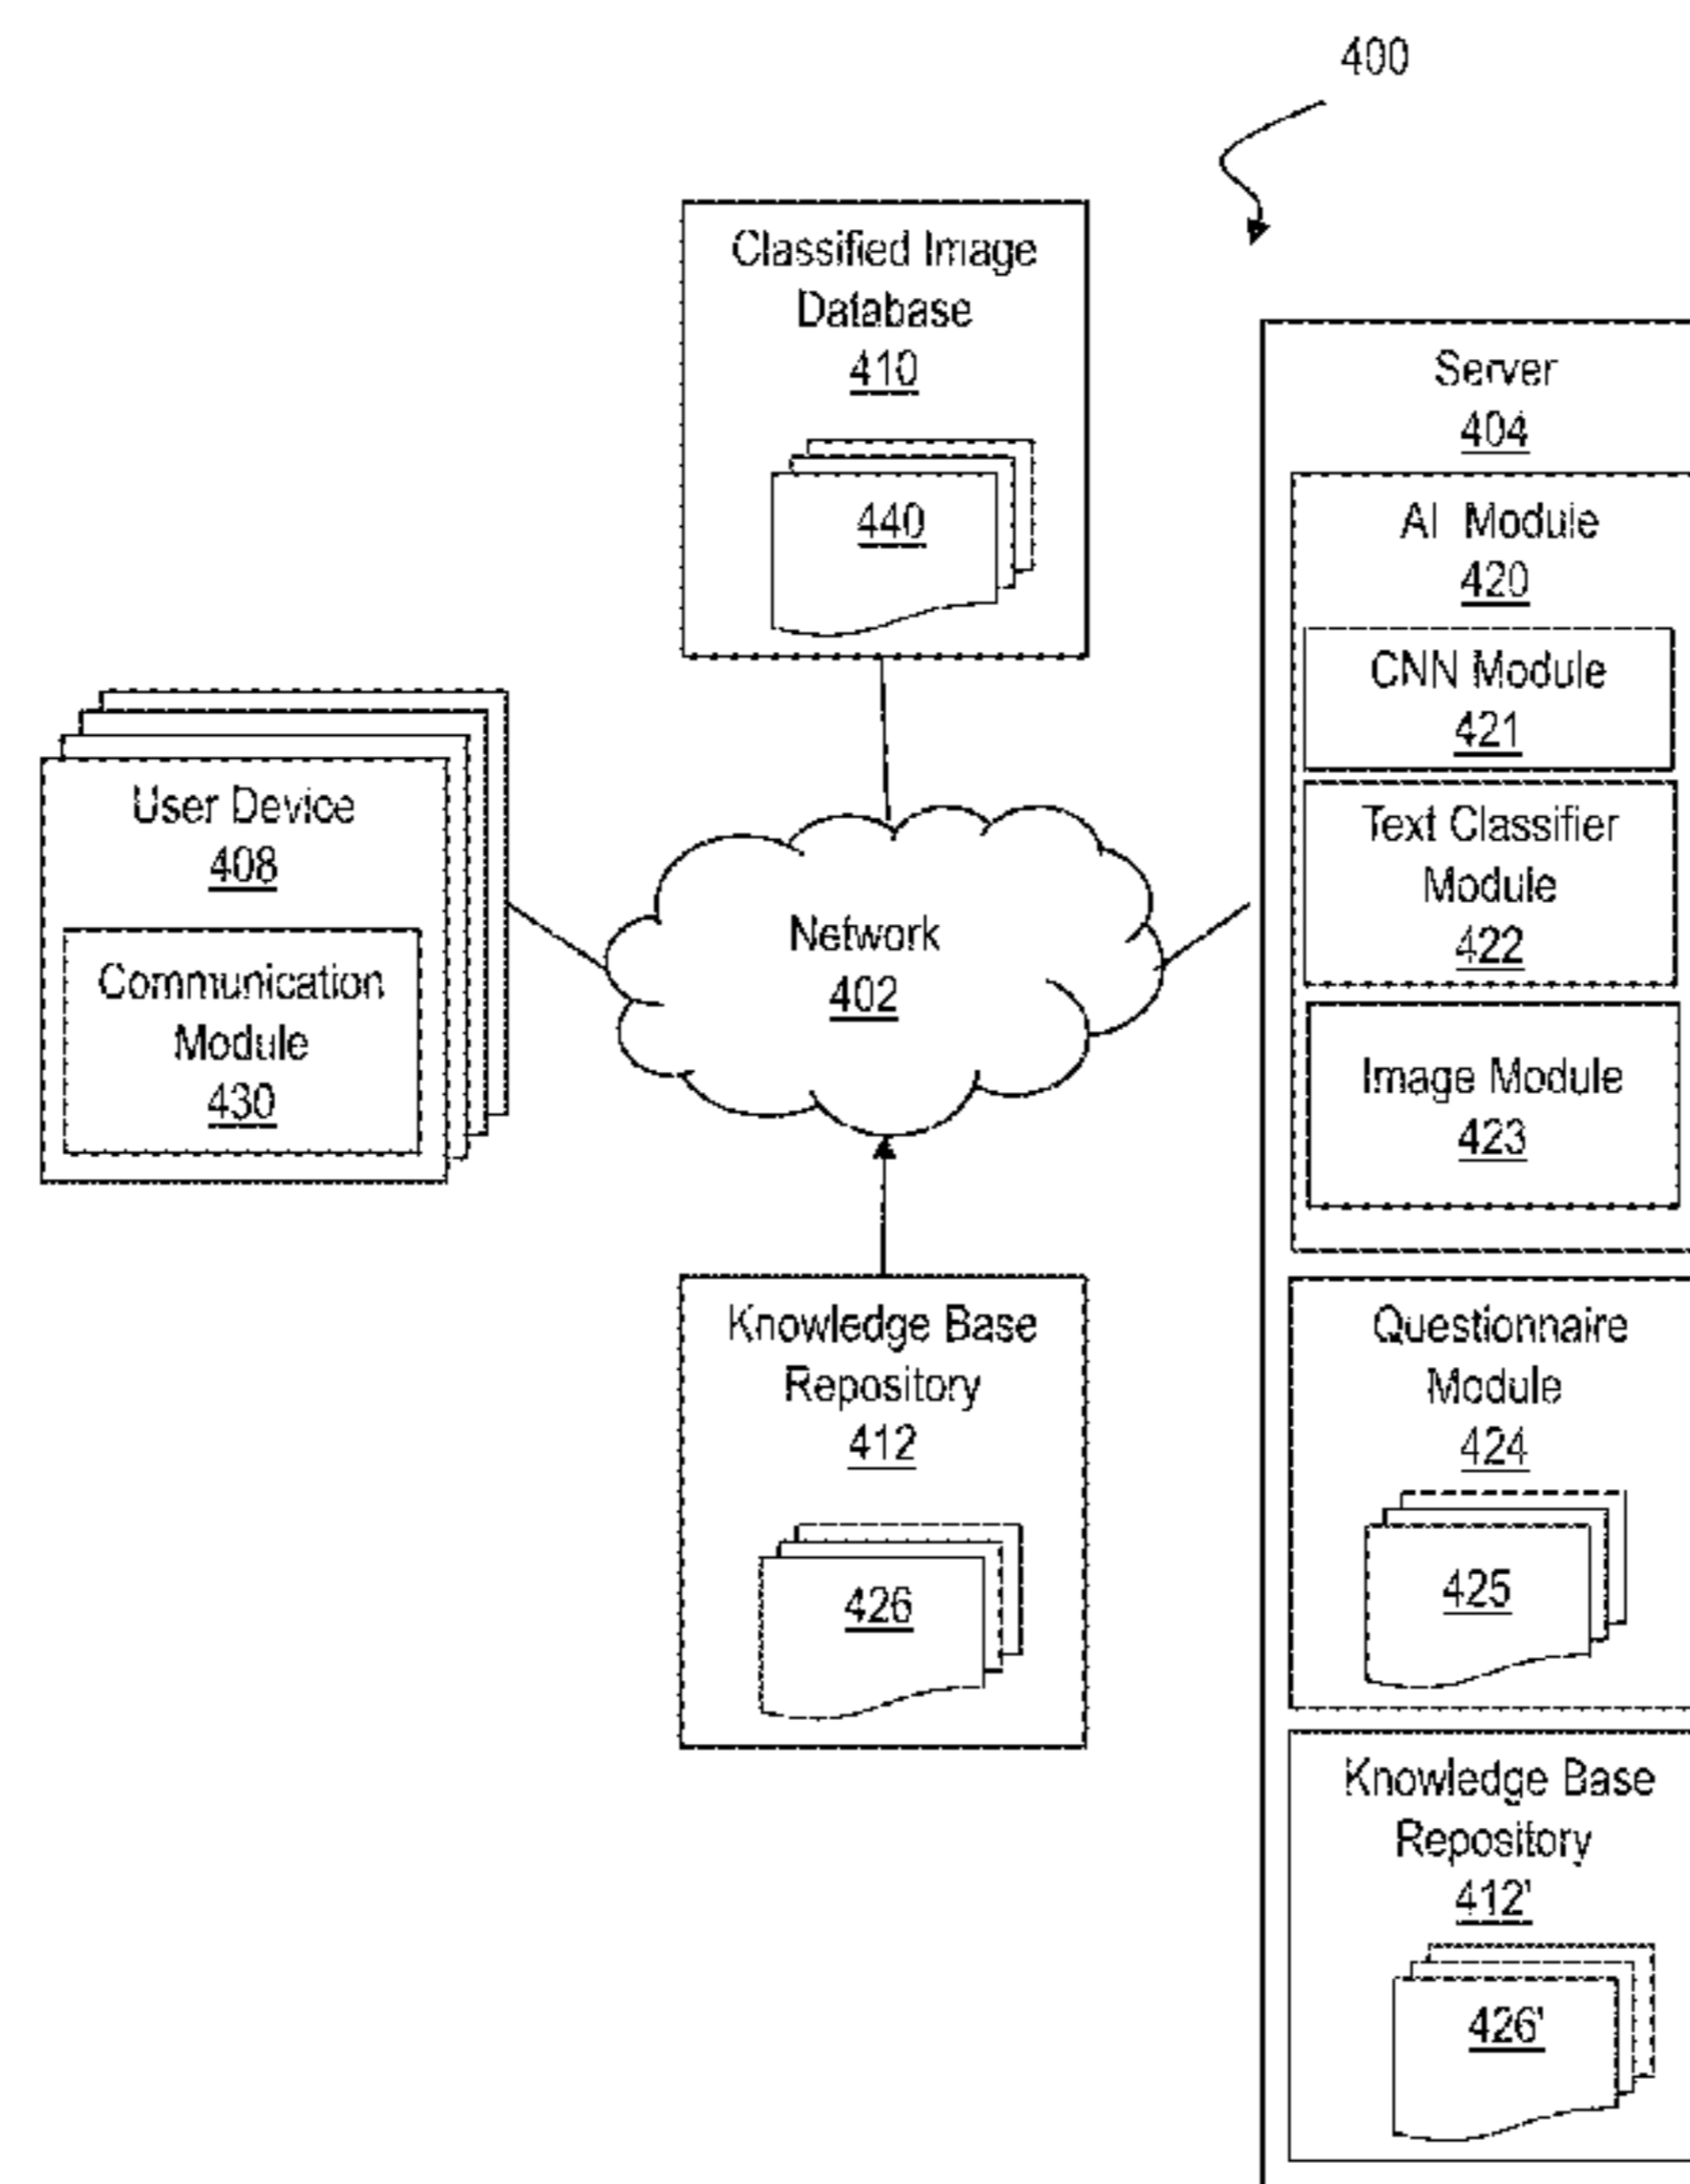 400
Classified Image
Database
410
440
User Device
408
Communication
Module
430
Network
402
Knowledge Base
Repository
412
426
Server
404
AI Module
420
CNN Module
421
Text Classifier
Module
422
Image Module
423
Questionnaire
Module
424
425
Knowledge Base
Repository
412'
426'